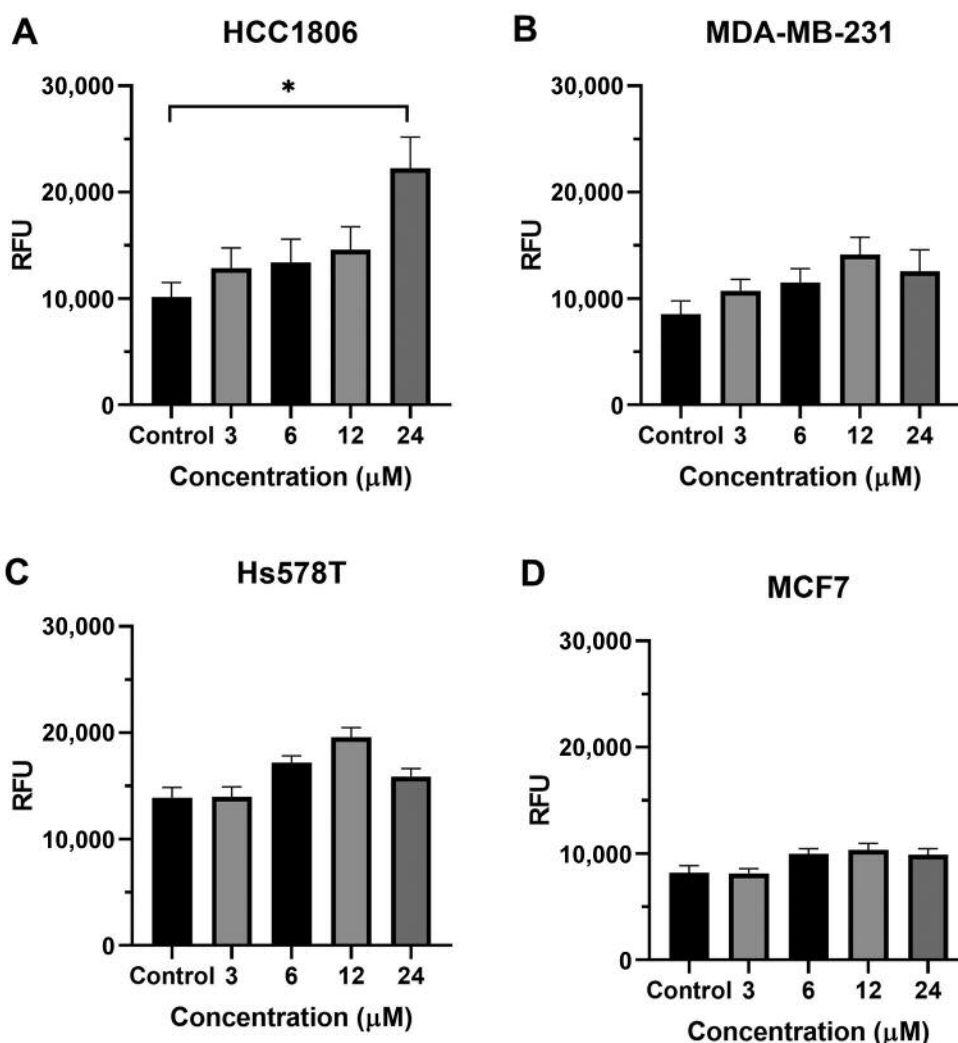 A
HCC1806
*
30,000
20,000
10,000
0
RFU
Control 3 6 12 24
Concentration (μM)
B
MDA-MB-231
30,000
20,000
10,000
0
RFU
Control 3 6 12 24
Concentration (μM)
C
Hs578T
30,000
20,000
10,000
0
RFU
Control 3 6 12 24
Concentration (μM)
D
MCF7
30,000
20,000
10,000
0
RFU
Control 3 6 12 24
Concentration (μM)